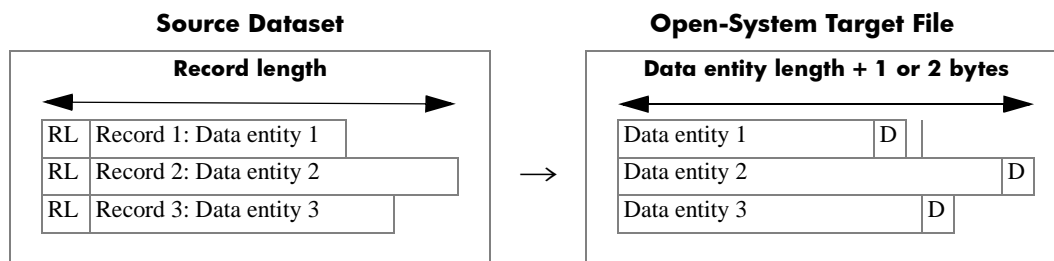 Source Dataset
Record length
RL Record 1: Data entity 1
RL Record 2: Data entity 2
RL Record 3: Data entity 3
Open-System Target File
Data entity length + 1 or 2 bytes
Data entity 1 D
Data entity 2 D
Data entity 3 D